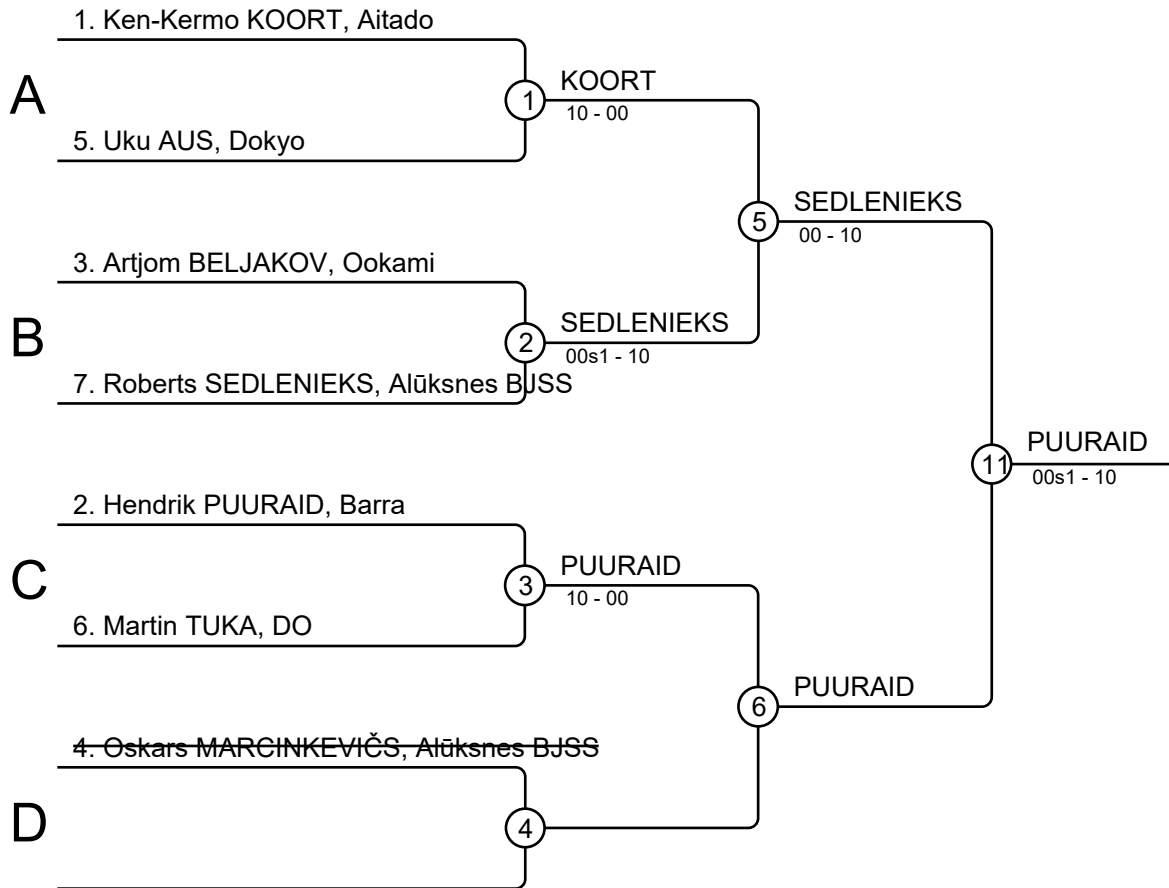 1. Ken-Kermo KOORT, Aitado
A
1
KOORT
10 - 00
5. Uku AUS, Dokyo
5
SEDLENIEKS
00 - 10
3. Artjom BELJAKOV, Ookami
B
2
SEDLENIEKS
00s1 - 10
7. Roberts SEDLENIEKS, Alūksnes BJSS
11
PUURAID
00s1 - 10
2. Hendrik PUURAID, Barra
C
3
PUURAID
10 - 00
6. Martin TUKA, DO
6
PUURAID
4. Oskars MARCINKEVIČS, Alūksnes BJSS
D
4